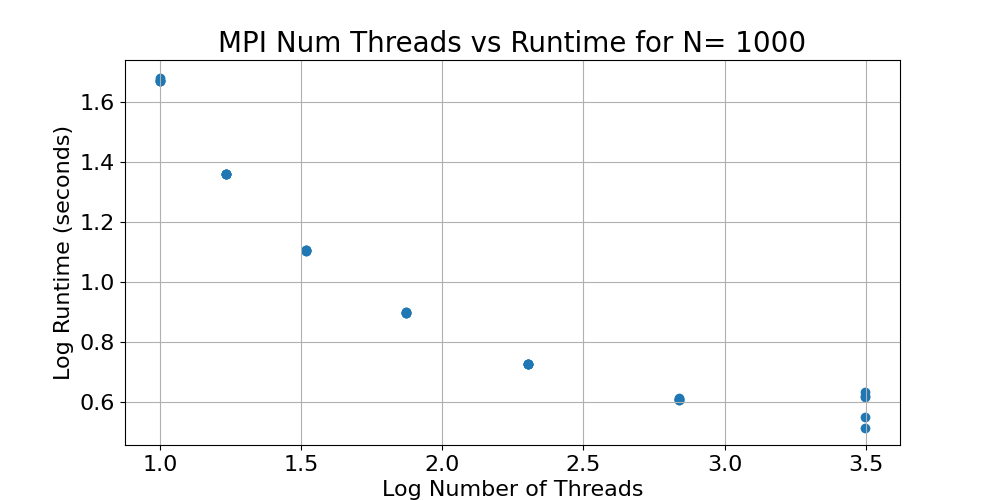 MPI Num Threads vs Runtime for N= 1000
Log Runtime (seconds)
1.6
1.4
1.2
1.0
0.8
0.6
1.0 1.5 2.0 2.5 3.0 3.5
Log Number of Threads